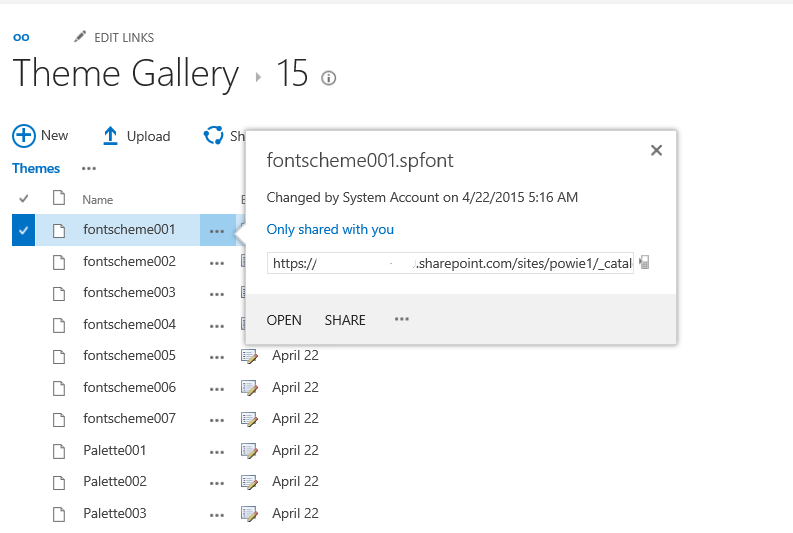 EDIT LINKS
Theme Gallery ▸ 15
New Upload
fontscheme001.spfont
Changed by System Account on 4/22/2015 5:16 AM
Only shared with you
https:// .sharepoint.com/sites/powie1/_catal
OPEN SHARE ...
Themes ...
Name
fontscheme001 ...
fontscheme002 ...
fontscheme003 ...
fontscheme004 ...
fontscheme005 ... April 22
fontscheme006 ... April 22
fontscheme007 ... April 22
Palette001 ... April 22
Palette002 ... April 22
Palette003 ... April 22